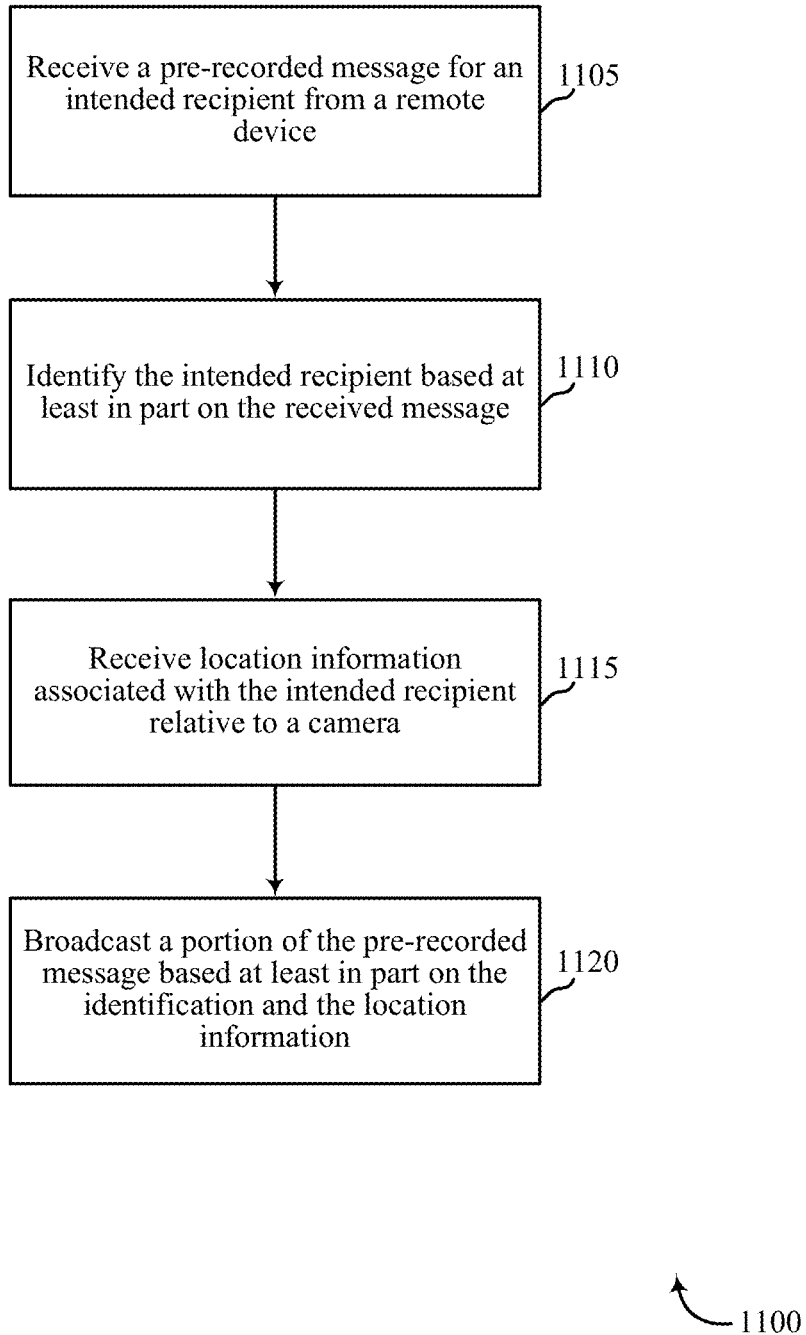 Receive a pre-recorded message for an
intended recipient from a remote
device
1105
Identify the intended recipient based at
least in part on the received message
1110
Receive location information
associated with the intended recipient
relative to a camera
1115
Broadcast a portion of the pre-recorded
message based at least in part on the
identification and the location
information
1120
1100